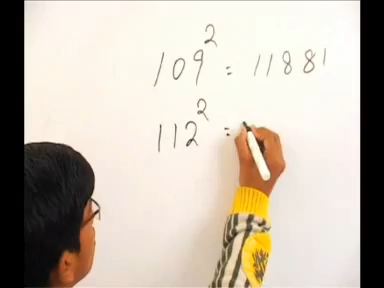 109² = 11881
112² =